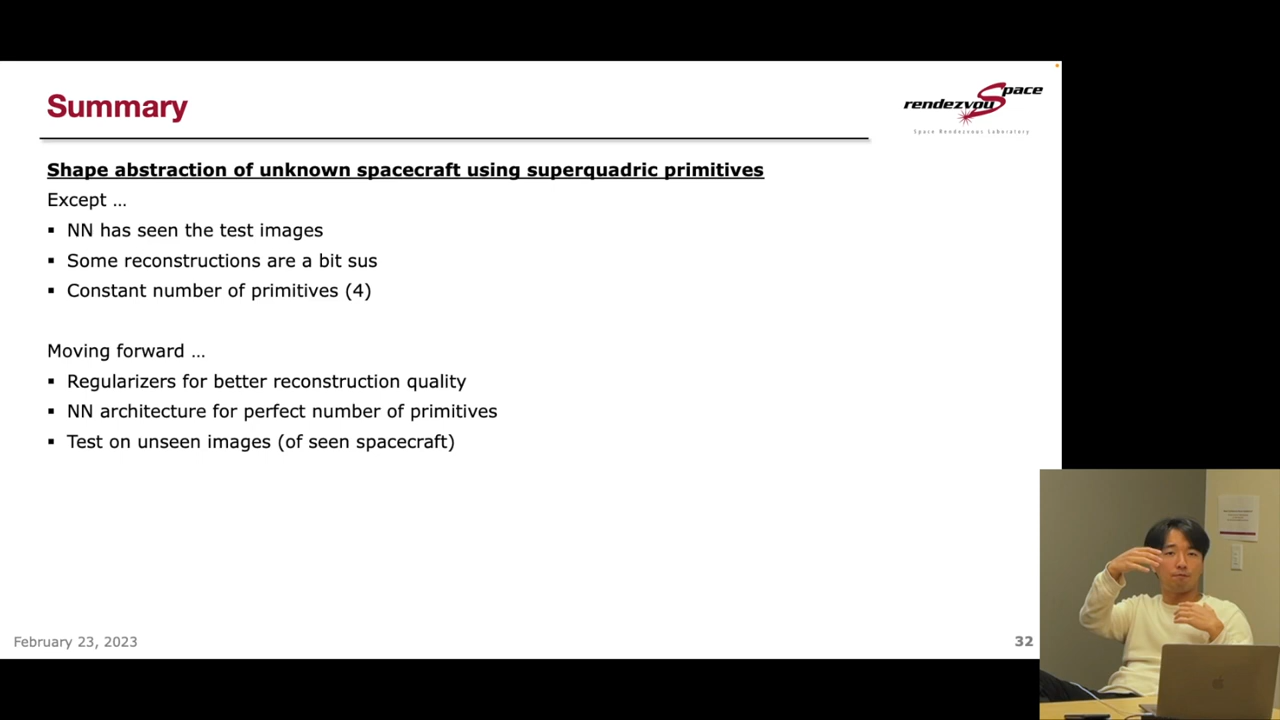 Summary
rendezvouSpace
Space Rendezvous Laboratory
Shape abstraction of unknown spacecraft using superquadric primitives
Except ...
▪ NN has seen the test images
▪ Some reconstructions are a bit sus
▪ Constant number of primitives (4)
Moving forward ...
▪ Regularizers for better reconstruction quality
▪ NN architecture for perfect number of primitives
▪ Test on unseen images (of seen spacecraft)
February 23, 2023
32